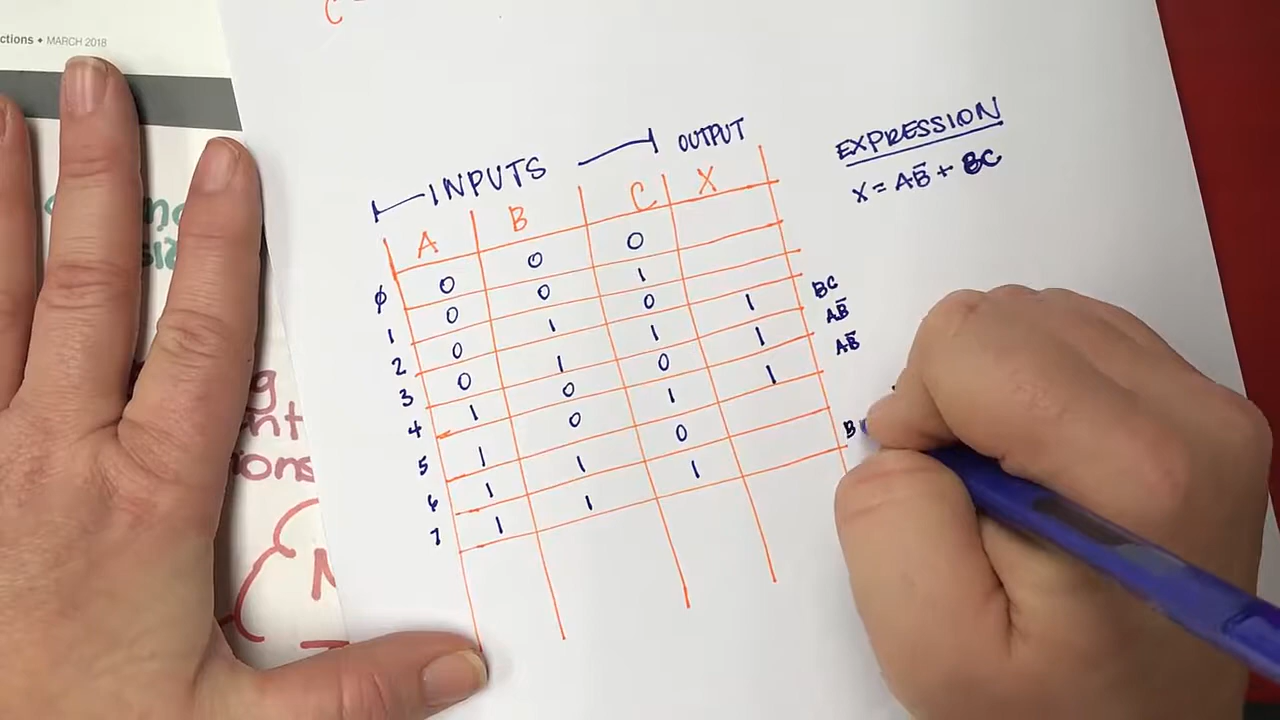 ctions • MARCH 2018
C
INPUTS OUTPUT
A B C X
φ 0 0 0
1 0 0 1
2 0 1 0
3 0 1 1 1 BC
4 1 0 0 1 AB̅
5 1 0 1 1 AB̅
6 1 1 0
7 1 1 1 B
EXPRESSION
X = AB̅ + BC